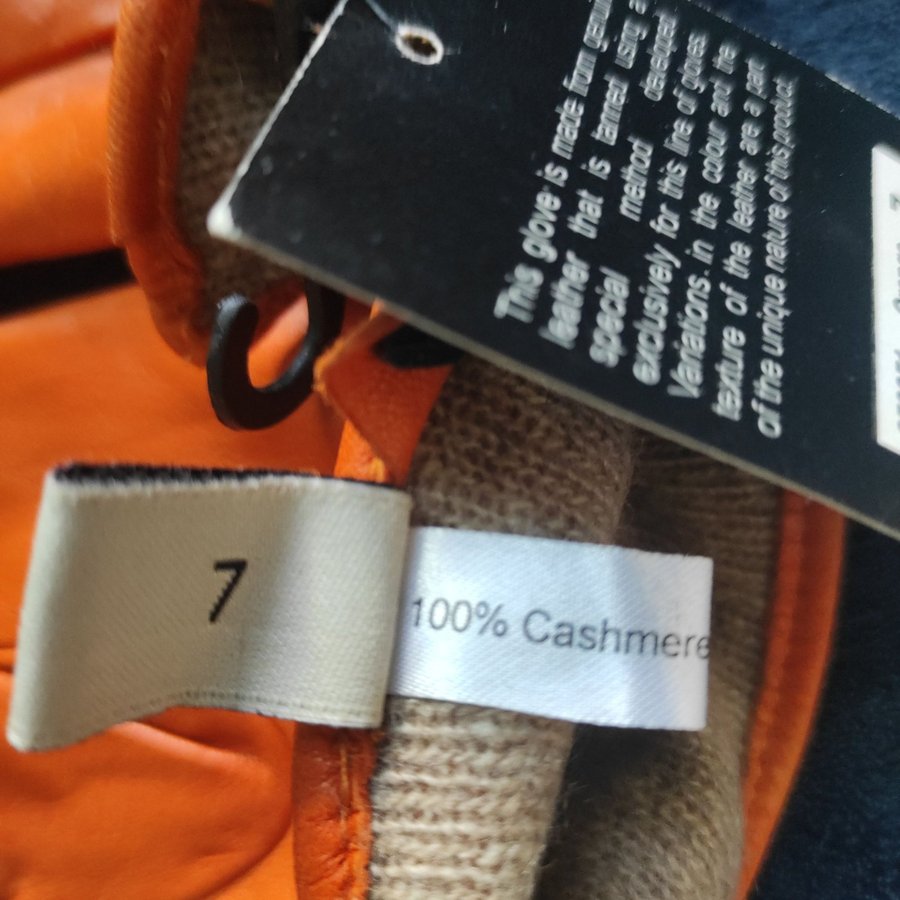 This glove is made from genuine
leather that is tanned using a
special method developed
exclusively for this line of gloves.
Variations in the colour and the
texture of the leather are a part
of the unique nature of this product.
7
100% Cashmere